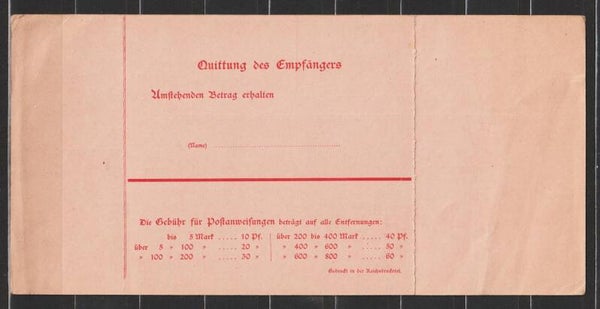 Quittung des Empfängers
Umstehenden Betrag erhalten
(Name)
Die Gebühr für Postanweisungen beträgt auf alle Entfernungen:
bis 5 Mark ..... 10 Pf.
über 5 » 100 » ..... 20 »
» 100 » 200 » ..... 30 »
über 200 bis 400 Mark ..... 40 Pf.
» 400 » 600 » ..... 50 »
» 600 » 800 » ..... 60 »
Gedruckt in der Reichsdruckerei.